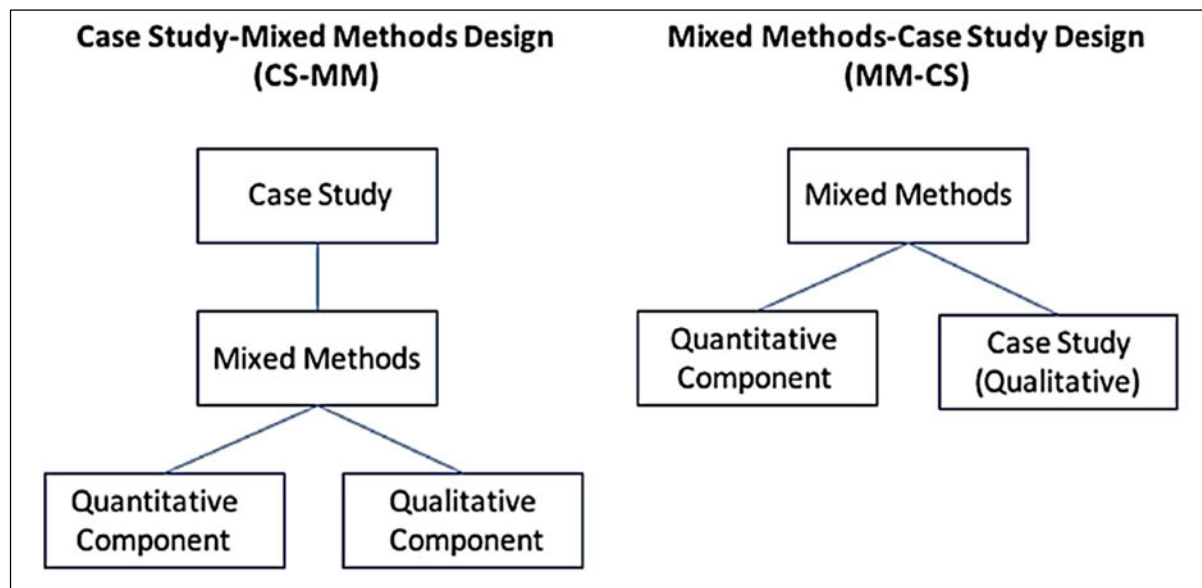 Case Study-Mixed Methods Design
(CS-MM)
Case Study
Mixed Methods
Quantitative
Component
Qualitative
Component
Mixed Methods-Case Study Design
(MM-CS)
Mixed Methods
Quantitative
Component
Case Study
(Qualitative)